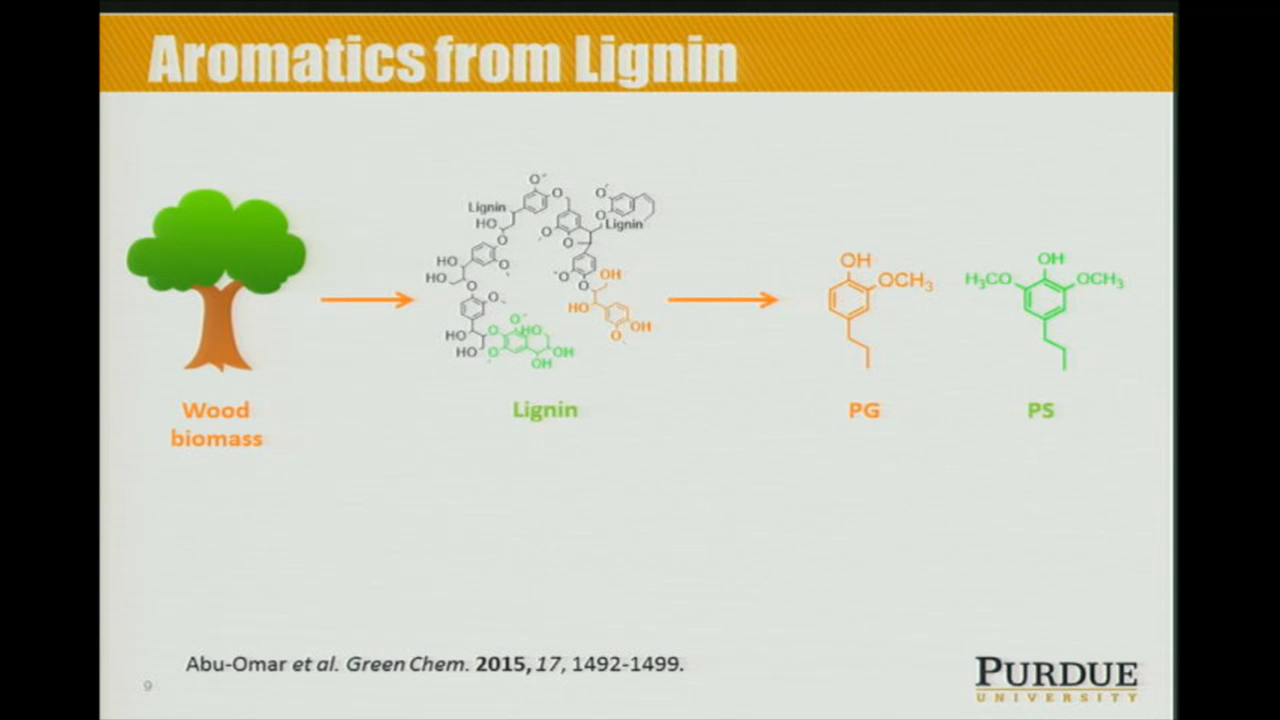 Aromatics from Lignin
O
O
O
Lignin
HO
O
Lignin
O
O
O
O
HO
HO
O
O
O
O
OH
HO
O
OH
O
HO
HO
O
O
O
HO
OH
OH
OH
OCH₃
OH
H₃CO
OCH₃
Wood
biomass
Lignin
PG
PS
Abu-Omar et al. Green Chem. 2015, 17, 1492-1499.
9
PURDUE
UNIVERSITY